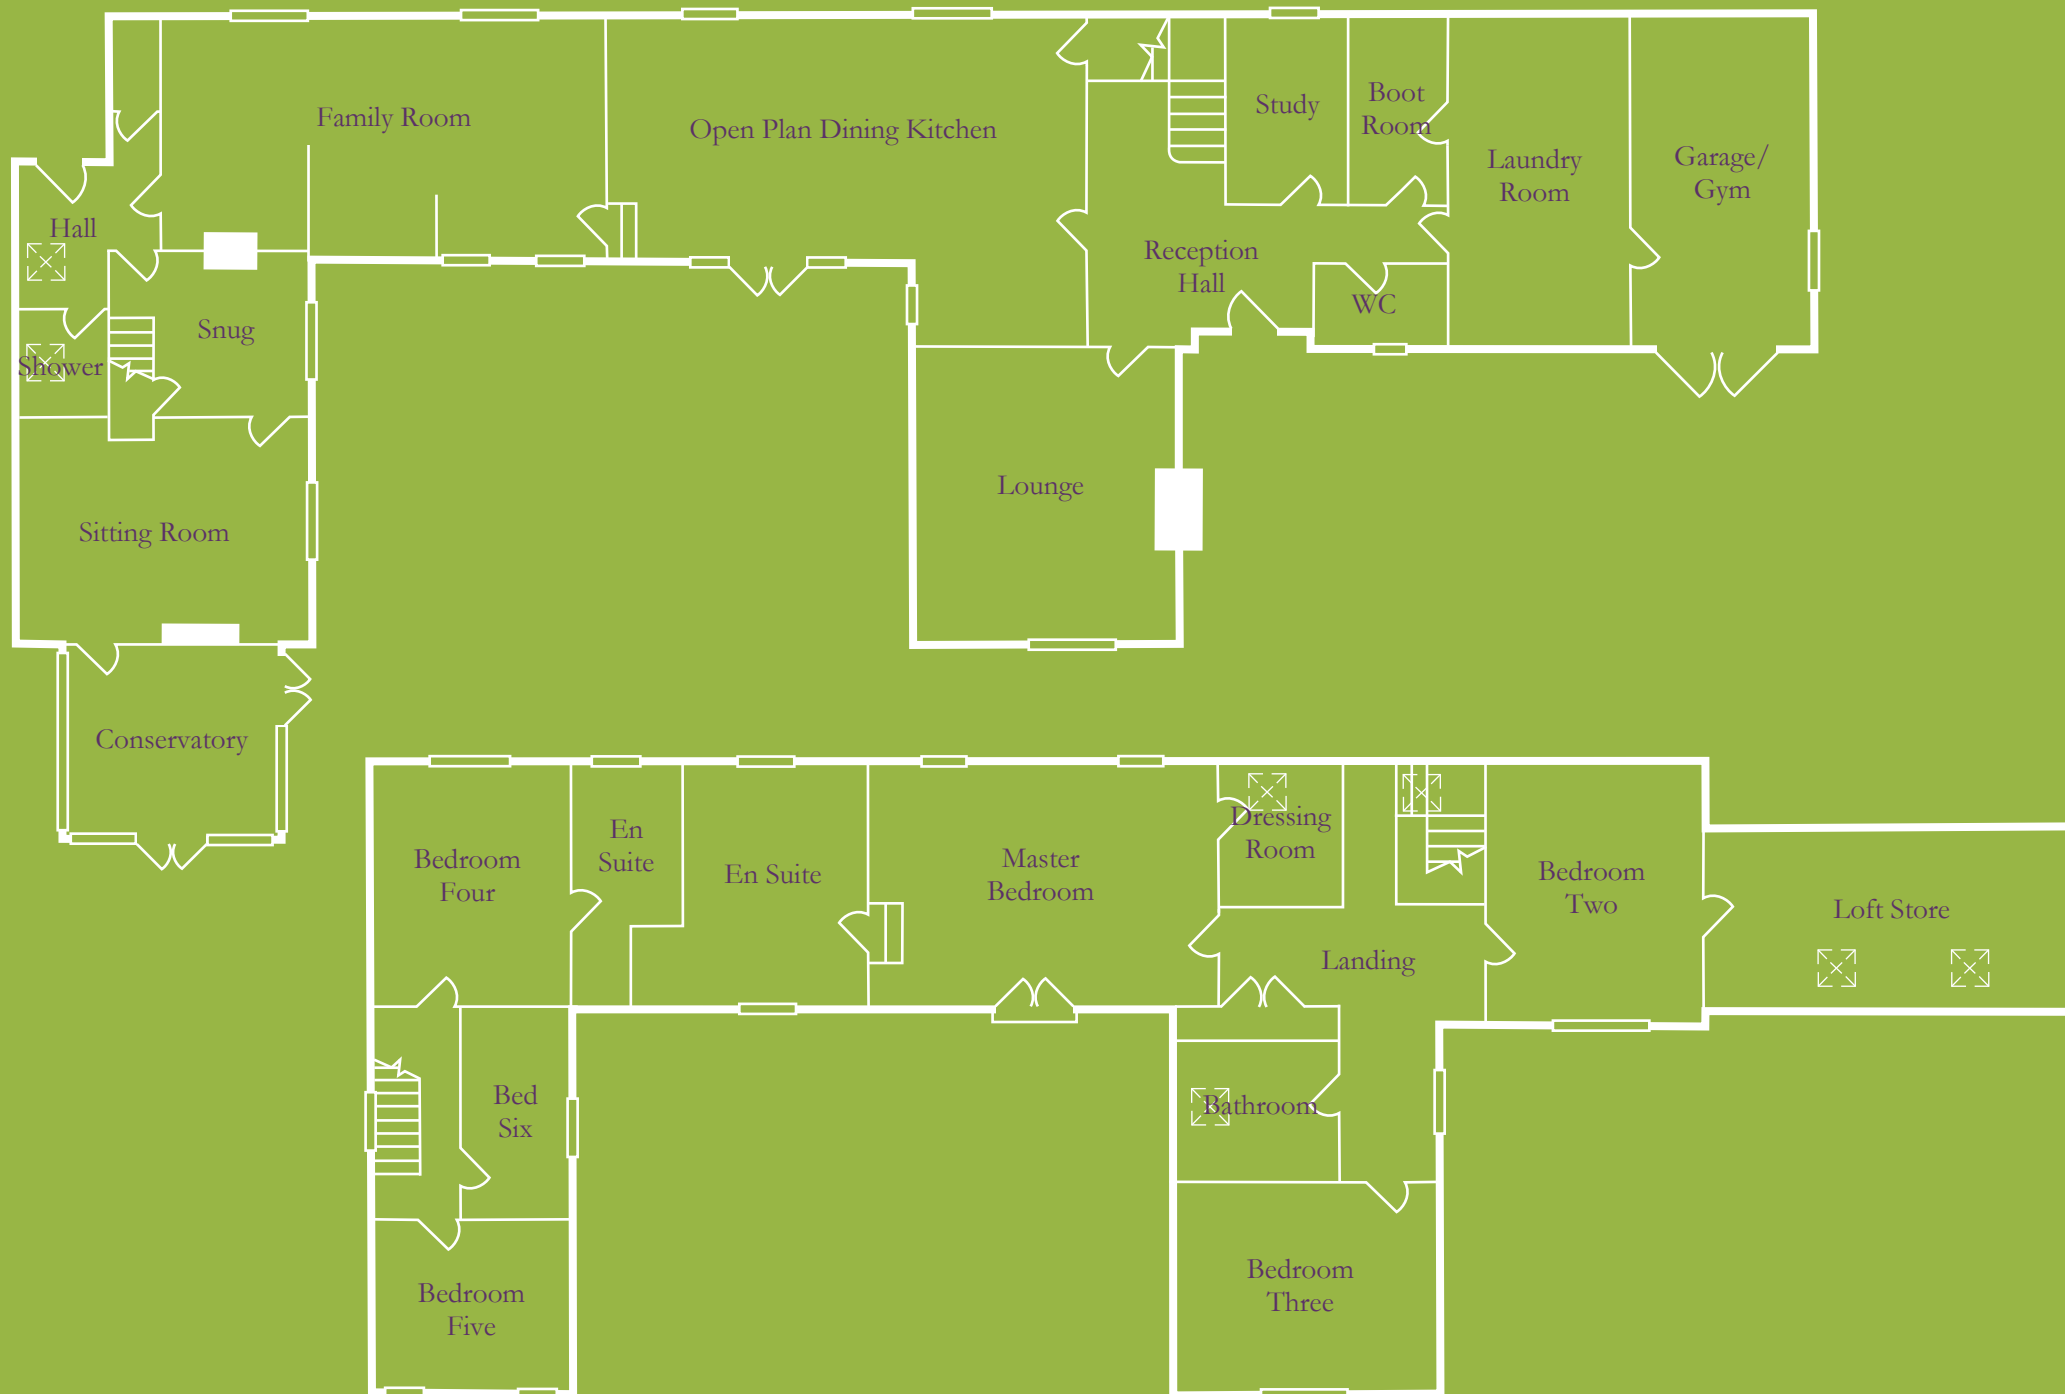 Family Room
Open Plan Dining Kitchen
Study
Boot
Room
Laundry
Room
Garage/
Gym
Hall
Reception
Hall
WC
Snug
Shower
Lounge
Sitting Room
Conservatory
Bedroom
Four
En
Suite
En Suite
Master
Bedroom
Dressing
Room
Bedroom
Two
Loft Store
Landing
Bed
Six
Bathroom
Bedroom
Five
Bedroom
Three